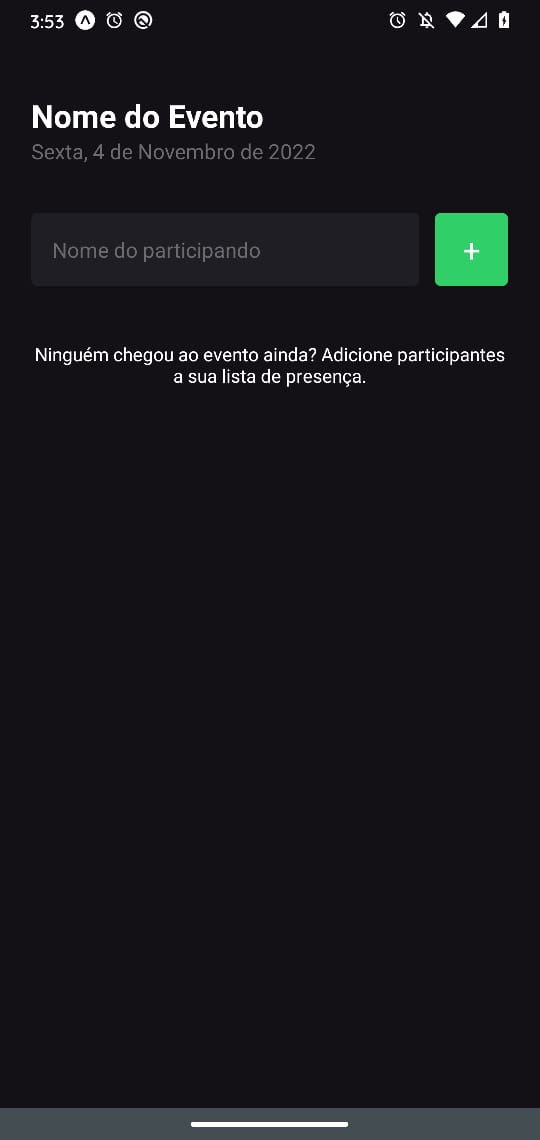 3:53
Nome do Evento
Sexta, 4 de Novembro de 2022
Nome do participando
+
Ninguém chegou ao evento ainda? Adicione participantes
a sua lista de presença.